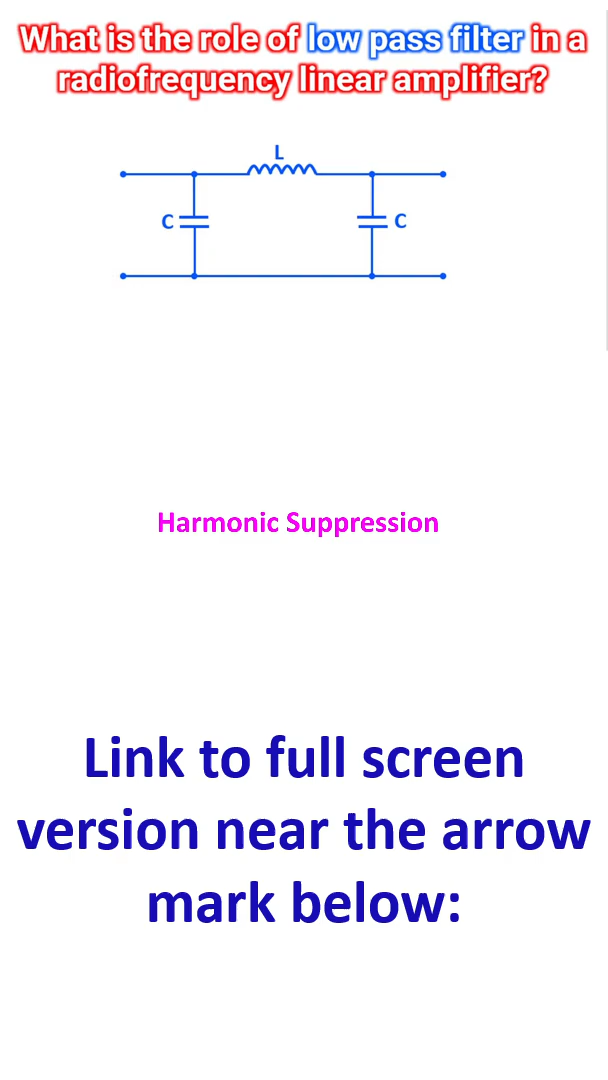 What is the role of low pass filter in a
radiofrequency linear amplifier?
L
C
C
Harmonic Suppression
Link to full screen
version near the arrow
mark below: